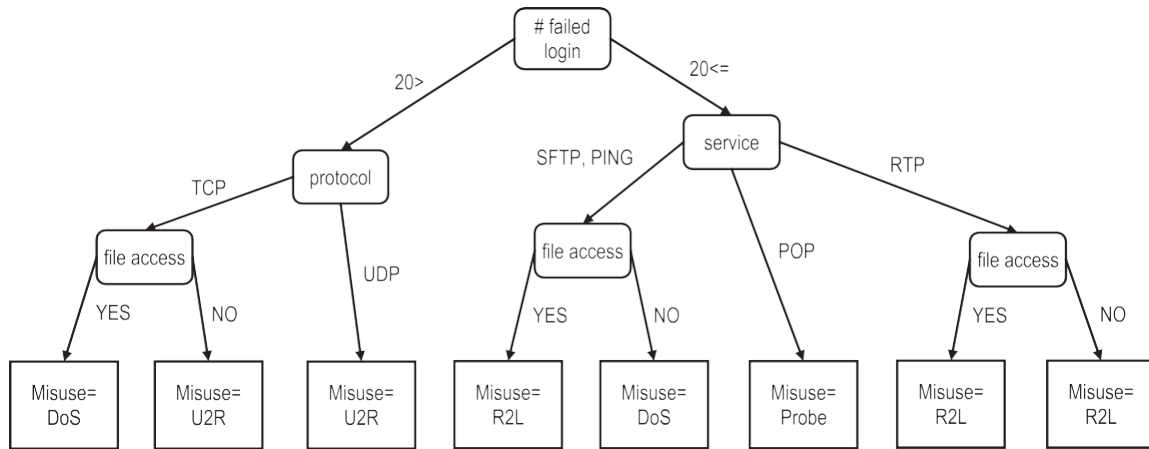 # failed
login
20>
20<=
protocol
service
TCP
UDP
SFTP, PING
POP
RTP
file access
file access
file access
YES
NO
YES
NO
YES
NO
Misuse=
DoS
Misuse=
U2R
Misuse=
U2R
Misuse=
R2L
Misuse=
DoS
Misuse=
Probe
Misuse=
R2L
Misuse=
R2L